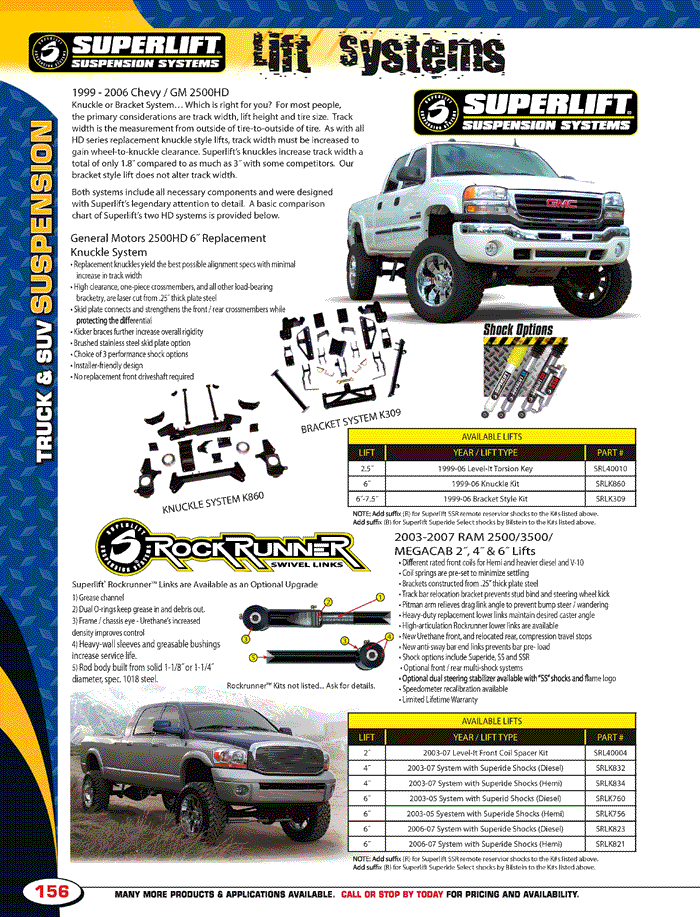 SUPERLIFT
SUSPENSION SYSTEMS
Lift Systems
TRUCK & SUV SUSPENSION
1999 - 2006 Chevy / GM 2500HD
Knuckle or Bracket System… Which is right for you?  For most people,
the primary considerations are track width, lift height and tire size.  Track
width is the measurement from outside of tire-to-outside of tire.  As with all
HD series replacement knuckle style lifts, track width must be increased to
gain wheel-to-knuckle clearance. Superlift's knuckles increase track width a
total of only 1.8˝ compared to as much as 3˝ with some competitors.  Our
bracket style lift does not alter track width.
Both systems include all necessary components and were designed
with Superlift's legendary attention to detail.  A basic comparison
chart of Superlift's two HD systems is provided below.
SUPERLIFT
SUSPENSION SYSTEMS
GMC
General Motors 2500HD 6˝ Replacement
Knuckle System
• Replacement knuckles yield the best possible alignment specs with minimal
increase in track width
• High clearance, one-piece crossmembers, and all other load-bearing
bracketry, are laser cut from .25˝ thick plate steel
• Skid plate connects and strengthens the front / rear crossmembers while
protecting the differential
• Kicker braces further increase overall rigidity
• Brushed stainless steel skid plate option
• Choice of 3 performance shock options
• Installer-friendly design
• No replacement front driveshaft required
Shock Options
BRACKET SYSTEM K309
KNUCKLE SYSTEM K860
AVAILABLE LIFTS
LIFT YEAR / LIFT TYPE PART #
2.5˝ 1999-06 Level-It Torsion Key SRL40010
6˝ 1999-06 Knuckle Kit SRLK860
6˝-7.5˝ 1999-06 Bracket Style Kit SRLK309
NOTE: Add suffix (R) for Superlift SSR remote reservior shocks to the K#s listed above.
Add suffix (B) for Superlift Superide Select shocks by Bilstein to the K#s listed above.
SUPERLIFT
SUSPENSION SYSTEMS
ROCKRUNNER
SWIVEL LINKS
Superlift® Rockrunner™ Links are Available as an Optional Upgrade
1) Grease channel
2) Dual O-rings keep grease in and debris out.
3) Frame / chassis eye - Urethane's increased
density improves control
4) Heavy-wall sleeves and greasable bushings
increase service life.
5) Rod body built from solid 1-1/8˝ or 1-1/4˝
diameter, spec. 1018 steel.
1
2
3
4
3
5
Rockrunner™ Kits not listed... Ask for details.
2003-2007 RAM 2500/3500/
MEGACAB 2˝, 4˝ & 6˝ Lifts
• Different rated front coils for Hemi and heavier diesel and V-10
• Coil springs are pre-set to minimize settling
• Brackets constructed from .25˝ thick plate steel
• Track bar relocation bracket prevents stud bind and steering wheel kick
• Pitman arm relieves drag link angle to prevent bump steer / wandering
• Heavy-duty replacement lower links maintain desired caster angle
• High-articulation Rockrunner lower links are available
• New Urethane front, and relocated rear, compression travel stops
• New anti-sway bar end links prevents bar pre- load
• Shock options include Superide, SS and SSR
• Optional front / rear multi-shock systems
• Optional dual steering stabilizer available with "SS" shocks and flame logo
• Speedometer recalibration available
• Limited Lifetime Warranty
AVAILABLE LIFTS
LIFT YEAR / LIFT TYPE PART #
2˝ 2003-07 Level-It Front Coil Spacer Kit SRL40004
4˝ 2003-07 System with Superide Shocks (Diesel) SRLK832
4˝ 2003-07 System with Superide Shocks (Hemi) SRLK834
6˝ 2003-05 System with Superid Shocks (Diesel) SRLK760
6˝ 2003-05 Syestem with Superide Shocks (Hemi) SRLK756
6˝ 2006-07 System with Superide Shocks (Diesel) SRLK823
6˝ 2006-07 System with Superide Shocks (Hemi) SRLK821
NOTE: Add suffix (R) for Superlift SSR remote reservior shocks to the K#s listed above.
Add suffix (B) for Superlift Superide Select shocks by Bilstein to the K#s listed above.
156
MANY MORE PRODUCTS & APPLICATIONS AVAILABLE. CALL OR STOP BY TODAY FOR PRICING AND AVAILABILITY.